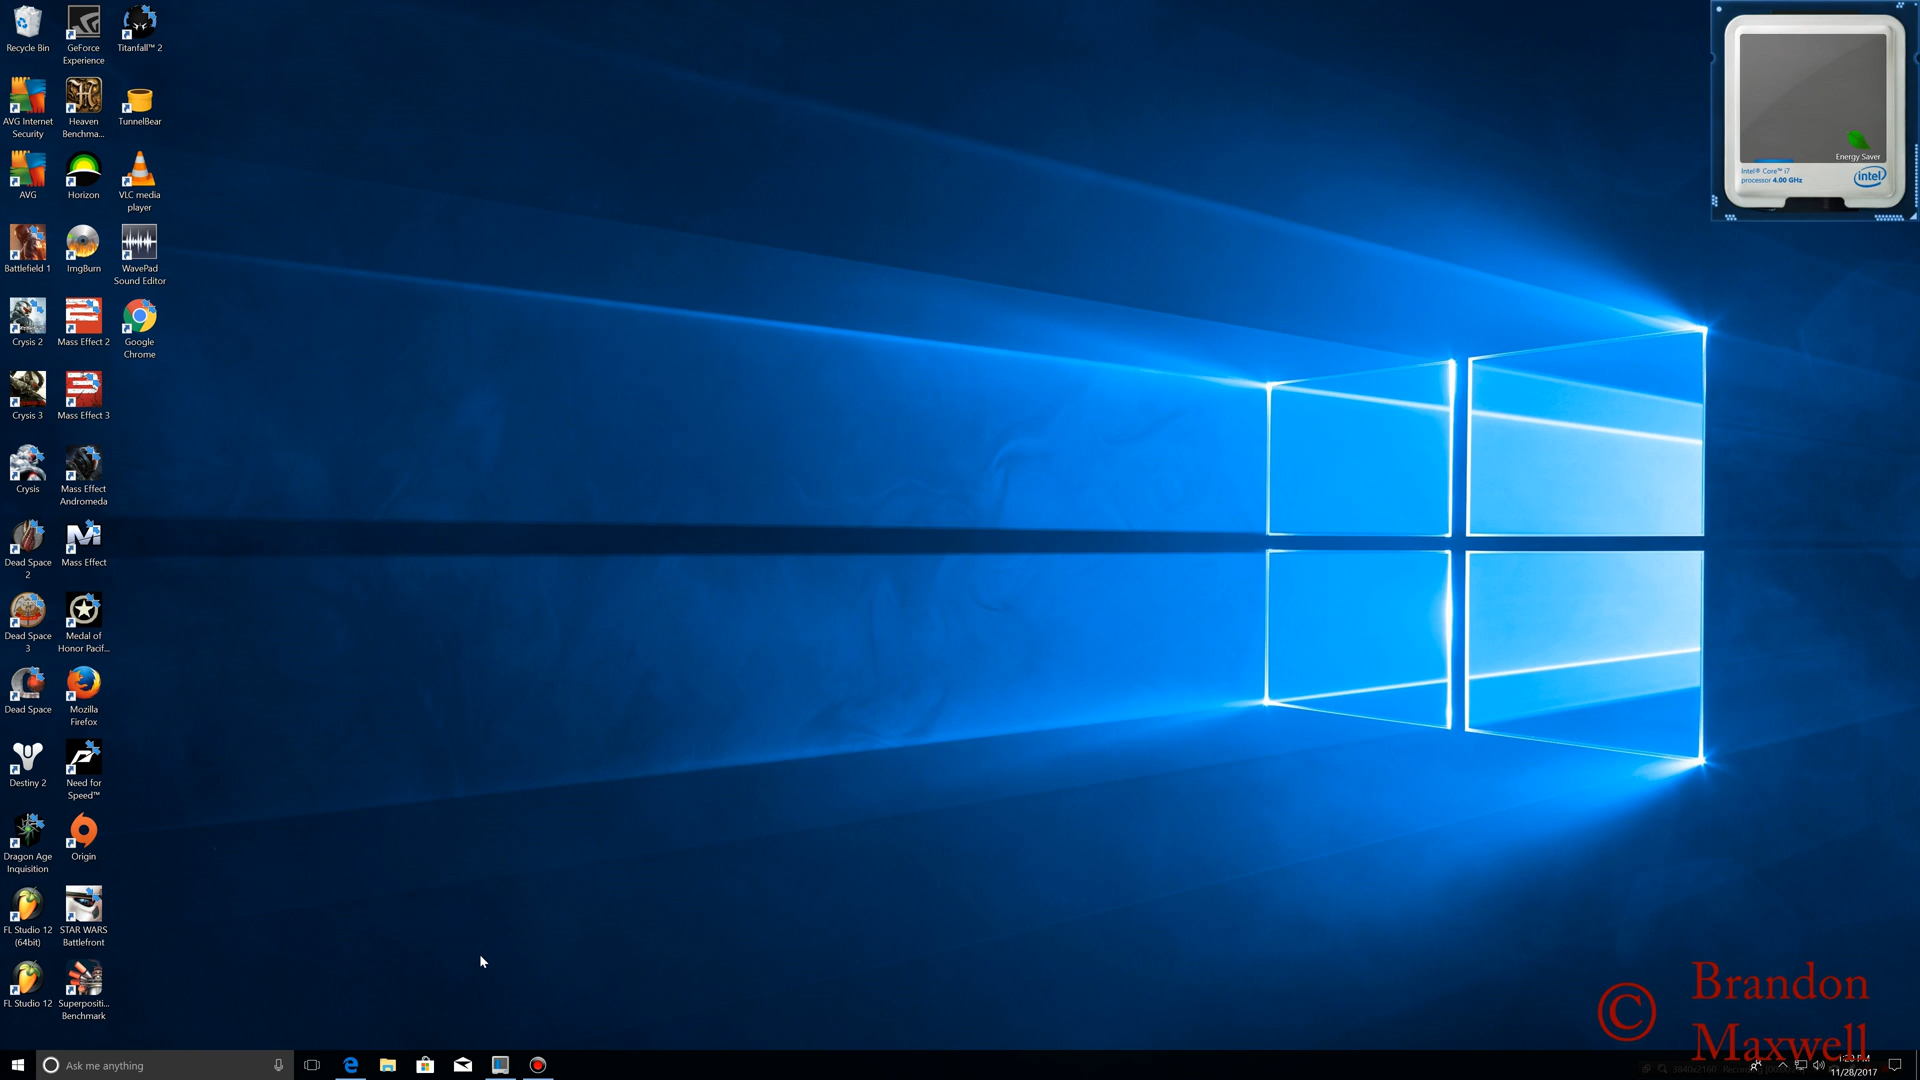 Recycle Bin
GeForce
Experience
Titanfall™ 2
AVG Internet
Security
Heaven
Benchma...
TunnelBear
AVG
Horizon
VLC media
player
Battlefield 1
ImgBurn
WavePad
Sound Editor
Crysis 2
Mass Effect 2
Google
Chrome
Crysis 3
Mass Effect 3
Crysis
Mass Effect
Andromeda
Dead Space
2
Mass Effect
Dead Space
3
Medal of
Honor Pacif...
Dead Space
Mozilla
Firefox
Destiny 2
Need for
Speed™
Dragon Age
Inquisition
Origin
FL Studio 12
(64bit)
STAR WARS
Battlefront
FL Studio 12
Superpositi...
Benchmark
Energy Saver
Intel® Core™ i7
processor 4.00 GHz
intel
© Brandon
Maxwell
Ask me anything
3840x2160
11/28/2017